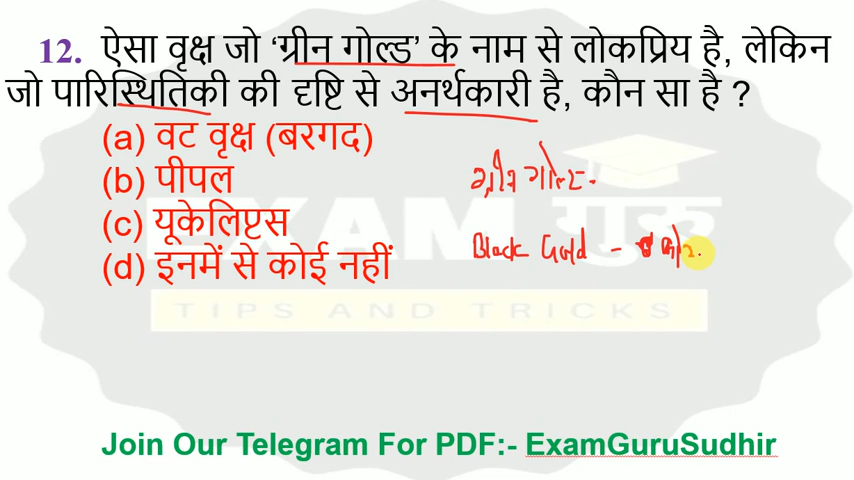 12. ऐसा वृक्ष जो ‘ग्रीन गोल्ड’ के नाम से लोकप्रिय है, लेकिन
जो पारिस्थितिकी की दृष्टि से अनर्थकारी है, कौन सा है ?
(a) वट वृक्ष (बरगद)
(b) पीपल
(c) यूकेलिप्टस
(d) इनमें से कोई नहीं
ग्रीन गोल्ड.
Black Gold -
EXAM गुरू
TIPS AND TRICKS
Join Our Telegram For PDF:- ExamGuruSudhir